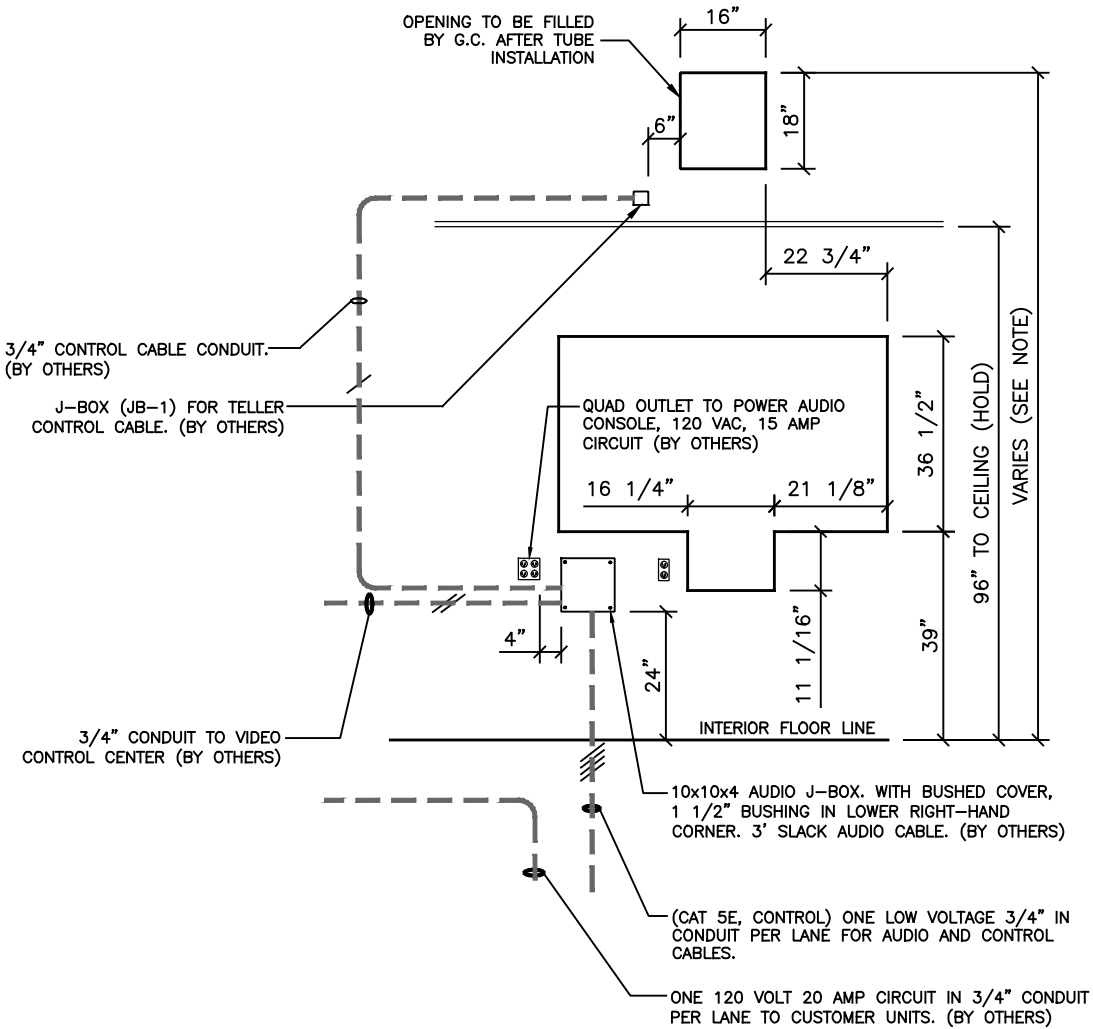 OPENING TO BE FILLED
BY G.C. AFTER TUBE
INSTALLATION
16”
18”
6”
22 3/4”
3/4” CONTROL CABLE CONDUIT.
(BY OTHERS)
J-BOX (JB-1) FOR TELLER
CONTROL CABLE. (BY OTHERS)
QUAD OUTLET TO POWER AUDIO
CONSOLE, 120 VAC, 15 AMP
CIRCUIT (BY OTHERS)
16 1/4”
21 1/8”
36 1/2”
96” TO CEILING (HOLD)
VARIES (SEE NOTE)
4”
24”
11 1/16”
39”
INTERIOR FLOOR LINE
3/4” CONDUIT TO VIDEO
CONTROL CENTER (BY OTHERS)
10x10x4 AUDIO J-BOX. WITH BUSHED COVER,
1 1/2” BUSHING IN LOWER RIGHT-HAND
CORNER. 3' SLACK AUDIO CABLE. (BY OTHERS)
(CAT 5E, CONTROL) ONE LOW VOLTAGE 3/4” IN
CONDUIT PER LANE FOR AUDIO AND CONTROL
CABLES.
ONE 120 VOLT 20 AMP CIRCUIT IN 3/4” CONDUIT
PER LANE TO CUSTOMER UNITS. (BY OTHERS)